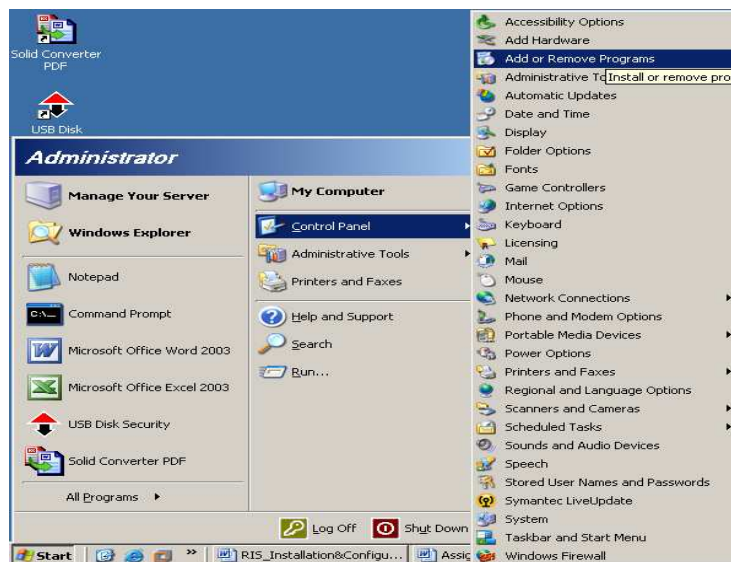 Solid Converter
PDF
USB Disk
Administrator
Manage Your Server
Windows Explorer
Notepad
C:\_
Command Prompt
Microsoft Office Word 2003
Microsoft Office Excel 2003
USB Disk Security
Solid Converter PDF
All Programs
My Computer
Control Panel
Administrative Tools
Printers and Faxes
Help and Support
Search
Run...
Log Off
Shut Down
Accessibility Options
Add Hardware
Add or Remove Programs
Administrative To
Install or remove pro
Automatic Updates
Date and Time
Display
Folder Options
Fonts
Game Controllers
Internet Options
Keyboard
Licensing
Mail
Mouse
Network Connections
Phone and Modem Options
Portable Media Devices
Power Options
Printers and Faxes
Regional and Language Options
Scanners and Cameras
Scheduled Tasks
Sounds and Audio Devices
Speech
Stored User Names and Passwords
Symantec LiveUpdate
System
Taskbar and Start Menu
Windows Firewall
Start
RIS_Installation&Configu...
Assig